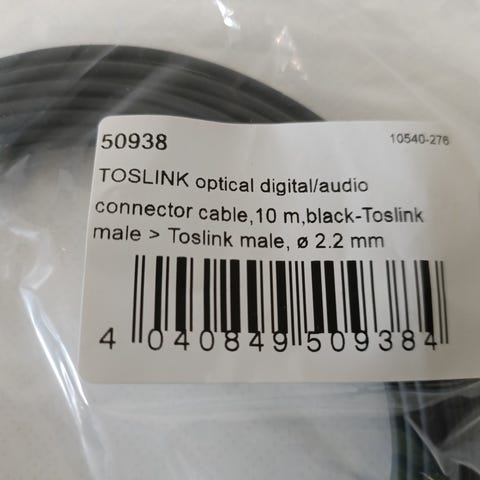 50938
10540-276
TOSLINK optical digital/audio
connector cable,10 m,black-Toslink
male > Toslink male, ø 2.2 mm
4 040849 509384